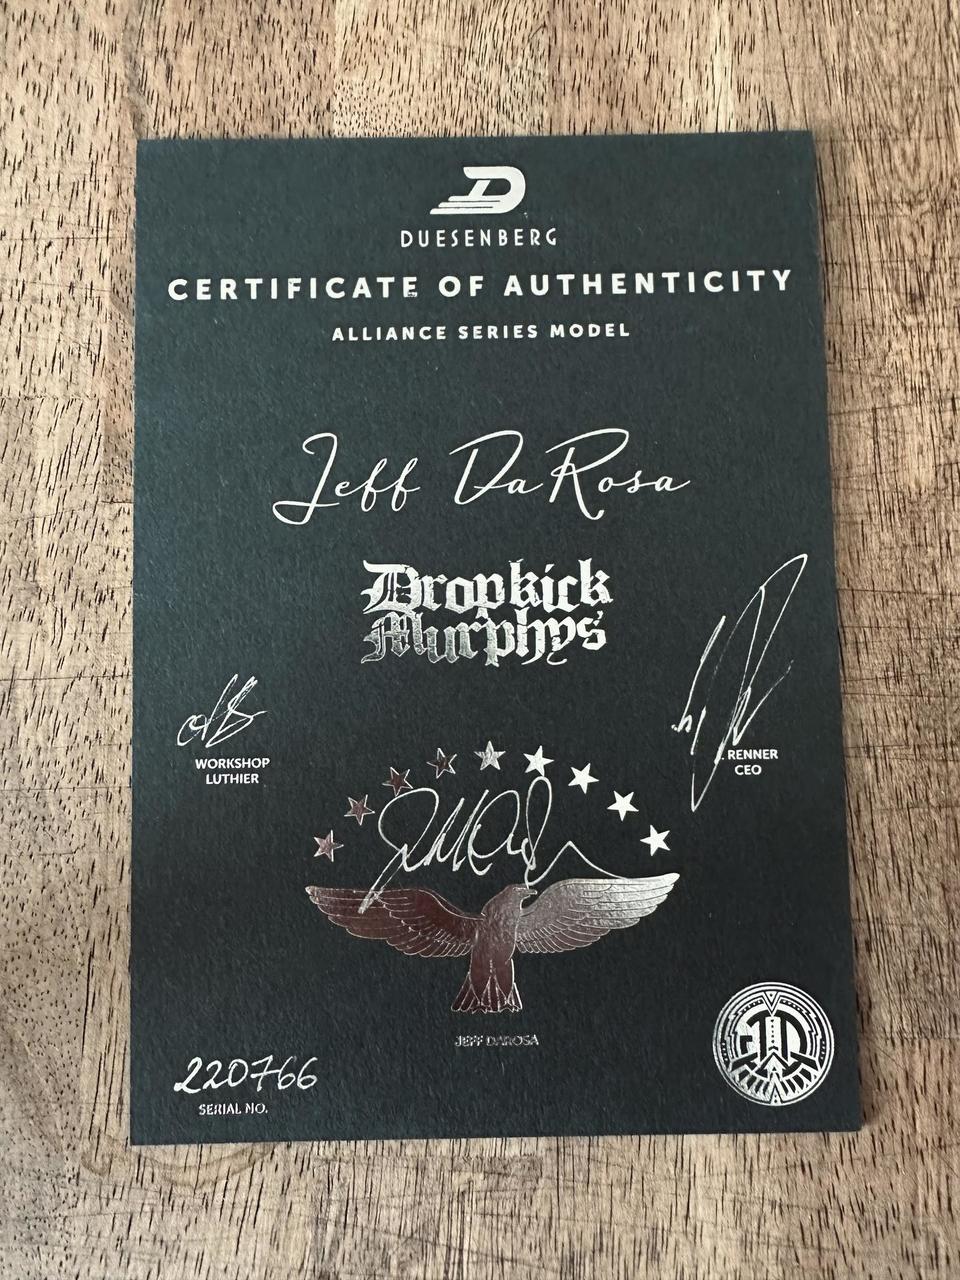 DUESENBERG
CERTIFICATE OF AUTHENTICITY
ALLIANCE SERIES MODEL
Jeff DaRosa
Dropkick
Murphys
WORKSHOP
LUTHIER
RENNER
CEO
JEFF DAROSA
220766
SERIAL NO.